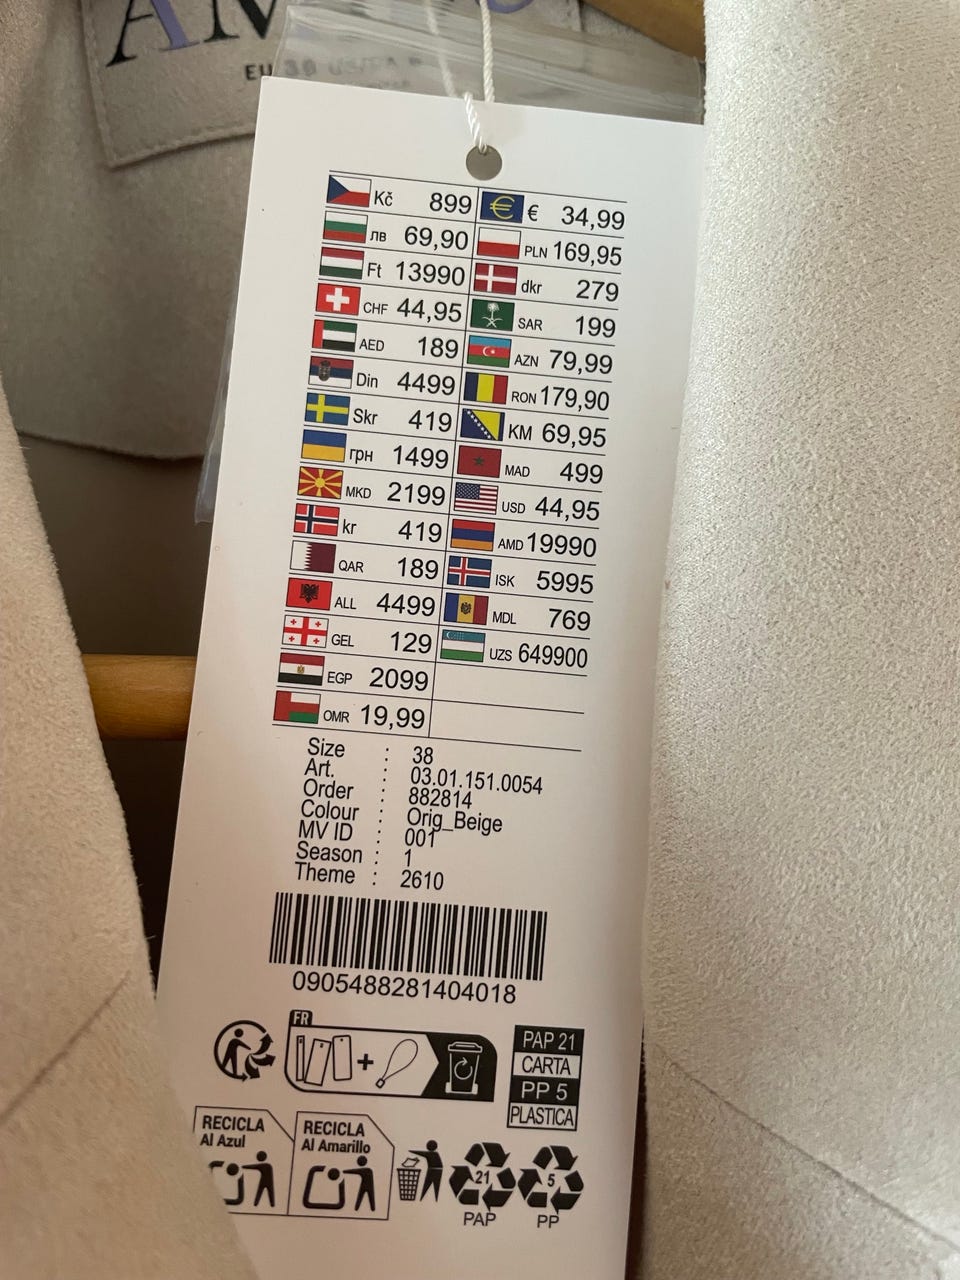 EU 38
Kč 899 € 34,99
лв 69,90 PLN 169,95
Ft 13990 dkr 279
CHF 44,95 SAR 199
AED 189 AZN 79,99
Din 4499 RON 179,90
Skr 419 KM 69,95
грн 1499 MAD 499
MKD 2199 USD 44,95
kr 419 AMD 19990
QAR 189 ISK 5995
ALL 4499 MDL 769
GEL 129 UZS 649900
EGP 2099
OMR 19,99
Size : 38
Art. : 03.01.151.0054
Order : 882814
Colour : Orig_Beige
MV ID : 001
Season : 1
Theme : 2610
0905488281404018
FR
+
PAP 21
CARTA
PP 5
PLASTICA
RECICLA
Al Azul
RECICLA
Al Amarillo
21
PAP
5
PP